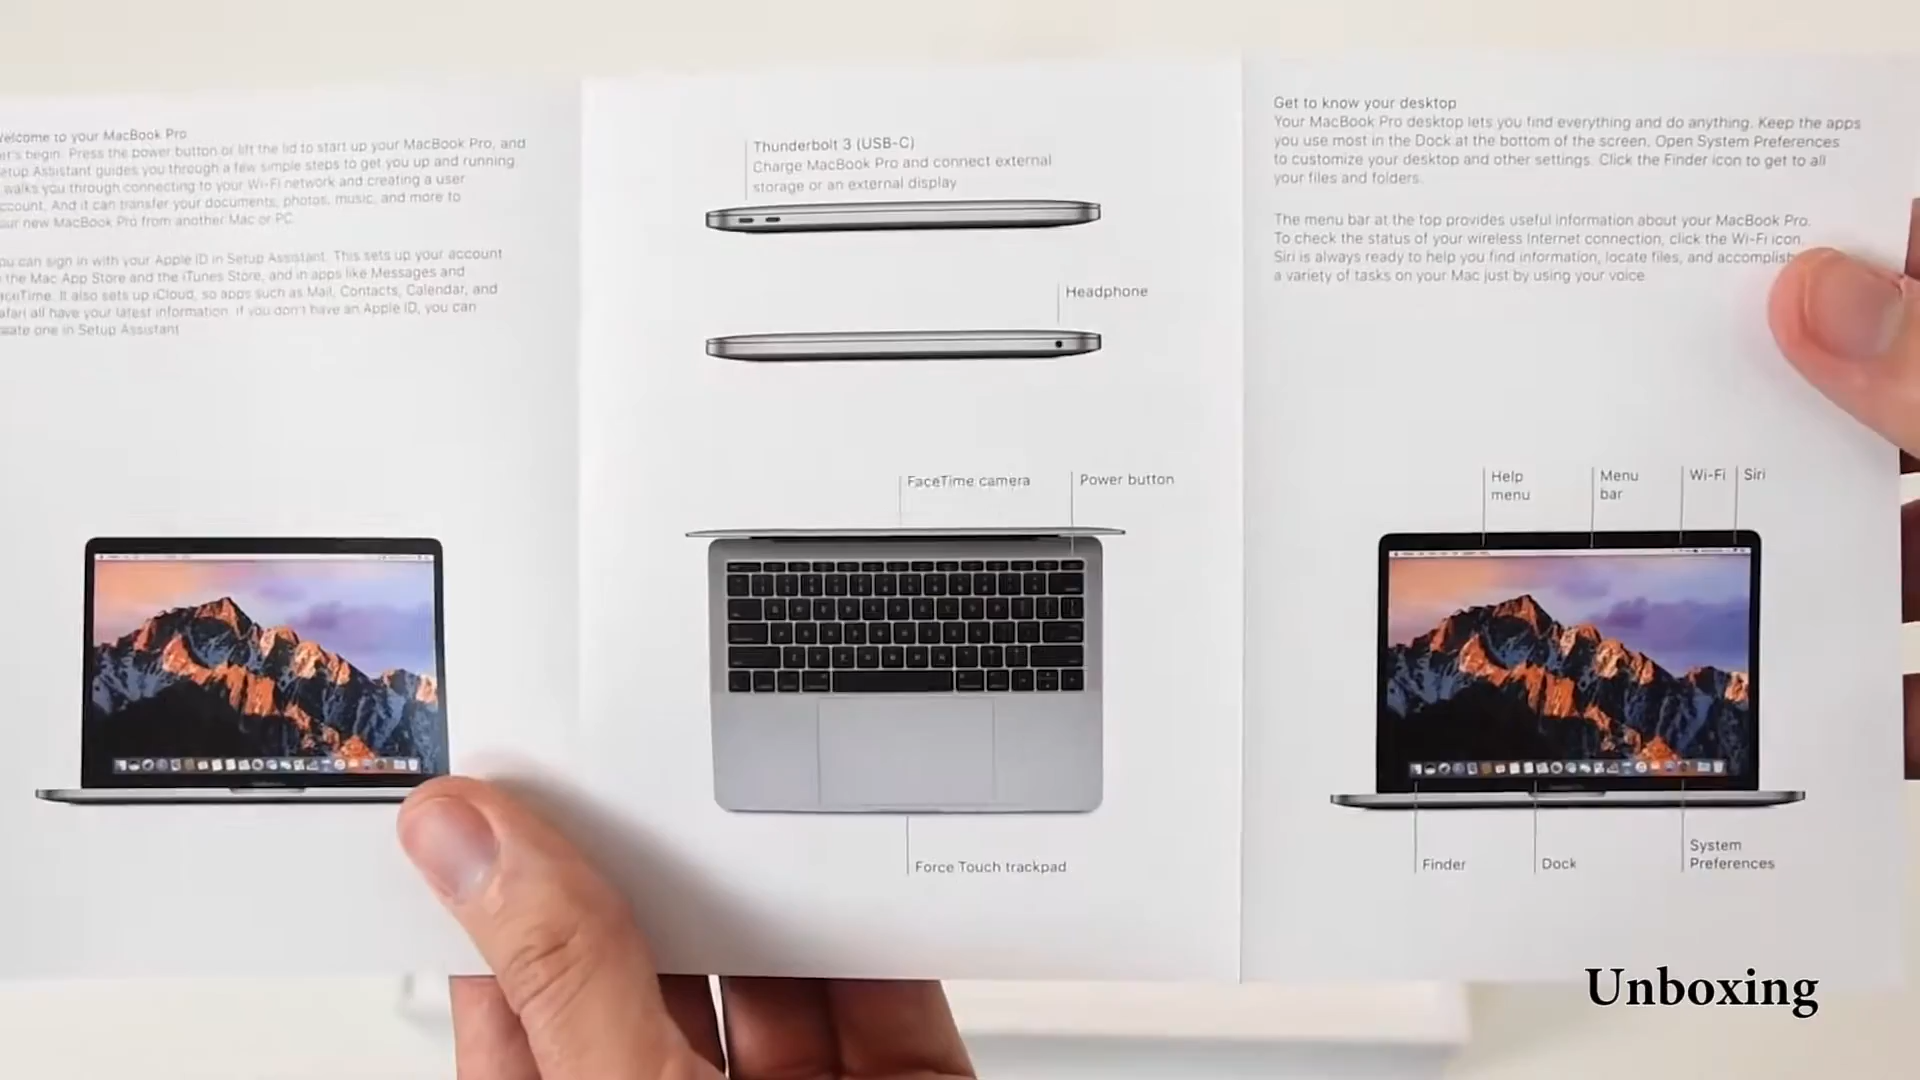 elcome to your MacBook Pro
et's begin. Press the power button or lift the lid to start up your MacBook Pro, and
etup Assistant guides you through a few simple steps to get you up and running
walks you through connecting to your Wi-Fi network and creating a user
ccount. And it can transfer your documents, photos, music, and more to
our new MacBook Pro from another Mac or PC.
ou can sign in with your Apple ID in Setup Assistant. This sets up your account
the Mac App Store and the iTunes Store, and in apps like Messages and
aceTime. It also sets up iCloud, so apps such as Mail, Contacts, Calendar, and
afari all have your latest information. If you don't have an Apple ID, you can
eate one in Setup Assistant
Thunderbolt 3 (USB-C)
Charge MacBook Pro and connect external
storage or an external display
Headphone
FaceTime camera
Power button
Force Touch trackpad
Get to know your desktop
Your MacBook Pro desktop lets you find everything and do anything. Keep the apps
you use most in the Dock at the bottom of the screen. Open System Preferences
to customize your desktop and other settings. Click the Finder icon to get to all
your files and folders.
The menu bar at the top provides useful information about your MacBook Pro.
To check the status of your wireless Internet connection, click the Wi-Fi icon.
Siri is always ready to help you find information, locate files, and accomplish
a variety of tasks on your Mac just by using your voice.
Help
menu
Menu
bar
Wi-Fi
Siri
Finder
Dock
System
Preferences
Unboxing